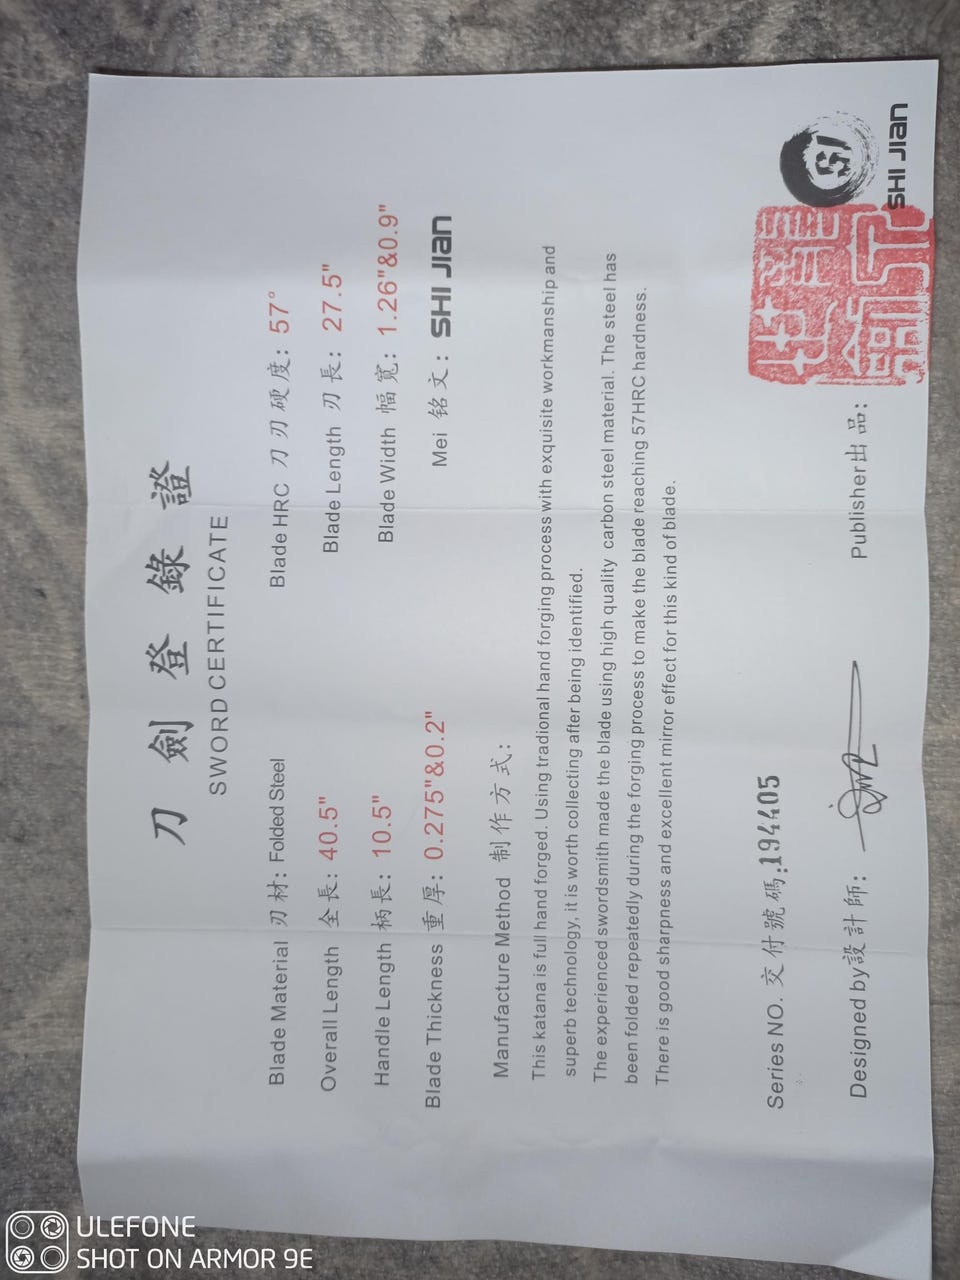 刀 劍 登 錄 證
SWORD CERTIFICATE
Blade Material 刃材: Folded Steel
Blade HRC 刀刃硬度: 57°
Overall Length 全長: 40.5"
Blade Length 刃長: 27.5"
Handle Length 柄長: 10.5"
Blade Width 幅寬: 1.26"&0.9"
Blade Thickness 重厚: 0.275"&0.2"
Mei 铭文: SHI JIAN
Manufacture Method 制作方式:
This katana is full hand forged. Using tradional hand forging process with exquisite workmanship and
superb technology, it is worth collecting after being identified.
The experienced swordsmith made the blade using high quality carbon steel material. The steel has
been folded repeatedly during the forging process to make the blade reaching 57HRC hardness.
There is good sharpness and excellent mirror effect for this kind of blade.
Series NO. 交付號碼:194405
Designed by設計師:
Publisher出品:
SJ
SHI JIAN
ULEFONE
SHOT ON ARMOR 9E